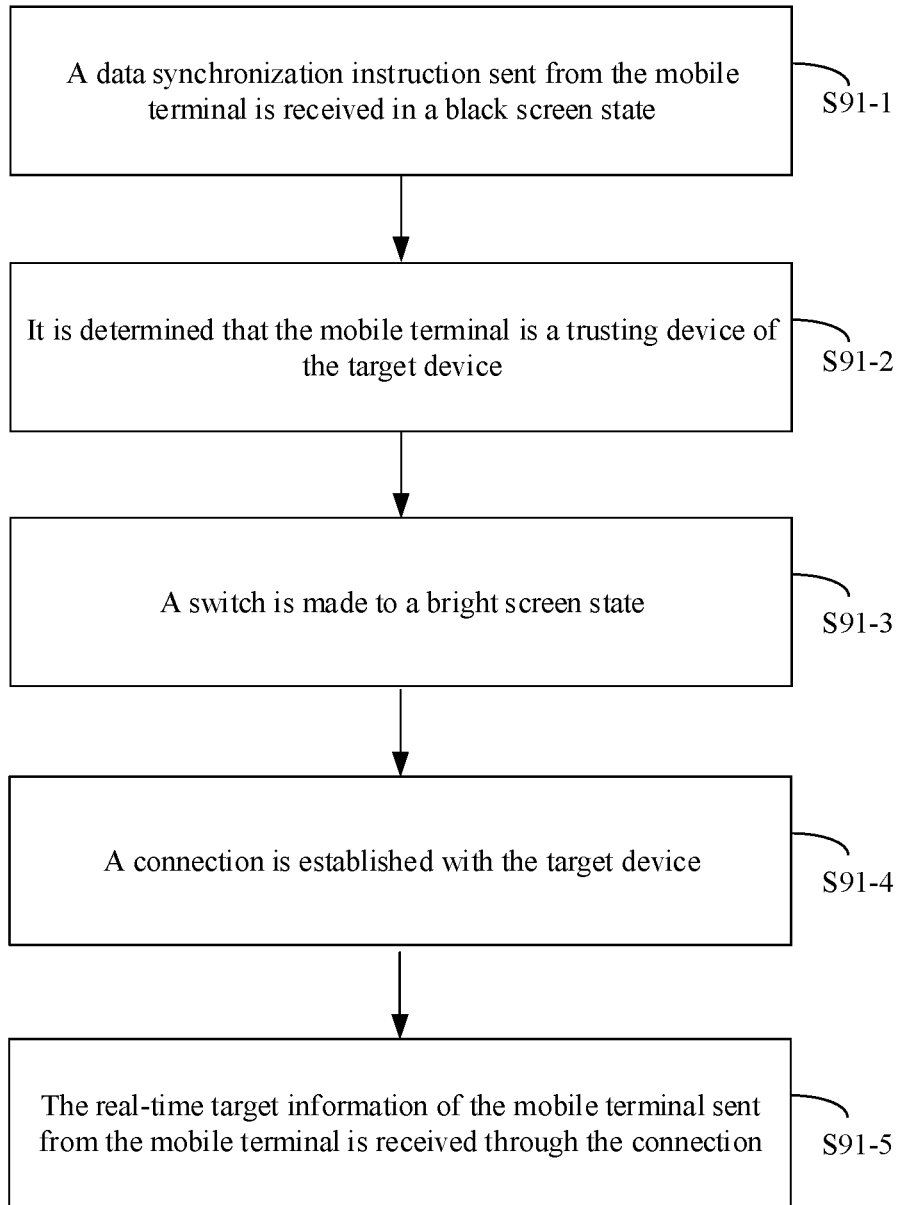 A data synchronization instruction sent from the mobile
terminal is received in a black screen state
S91-1
It is determined that the mobile terminal is a trusting device of
the target device
S91-2
A switch is made to a bright screen state
S91-3
A connection is established with the target device
S91-4
The real-time target information of the mobile terminal sent
from the mobile terminal is received through the connection
S91-5